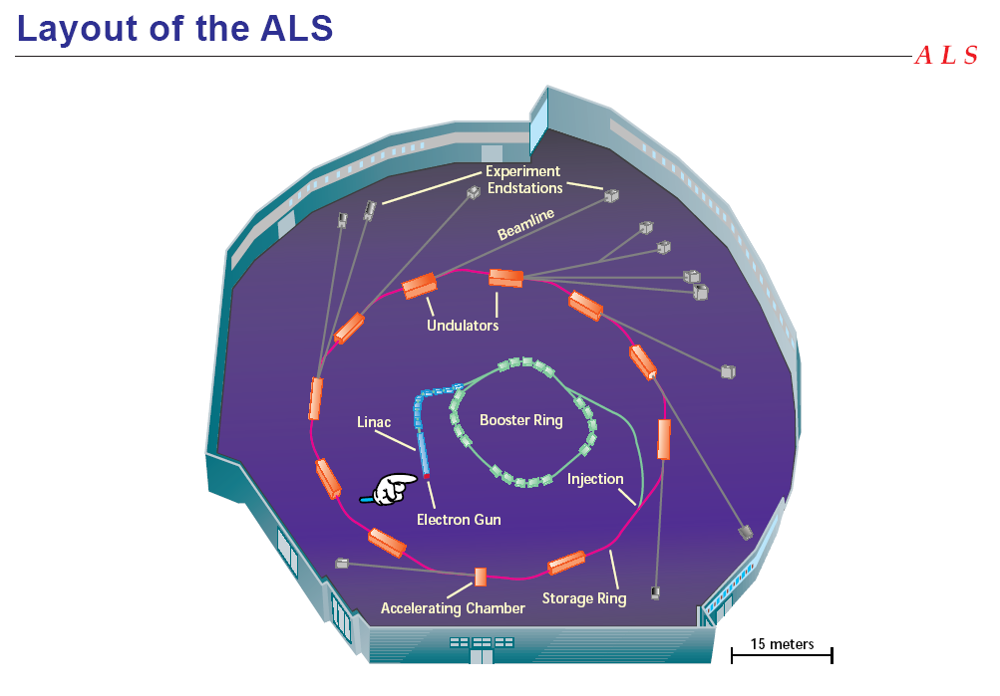 Layout of the ALS
ALS
Experiment
Endstations
Beamline
Undulators
Linac
Booster Ring
Injection
Electron Gun
Storage Ring
Accelerating Chamber
15 meters